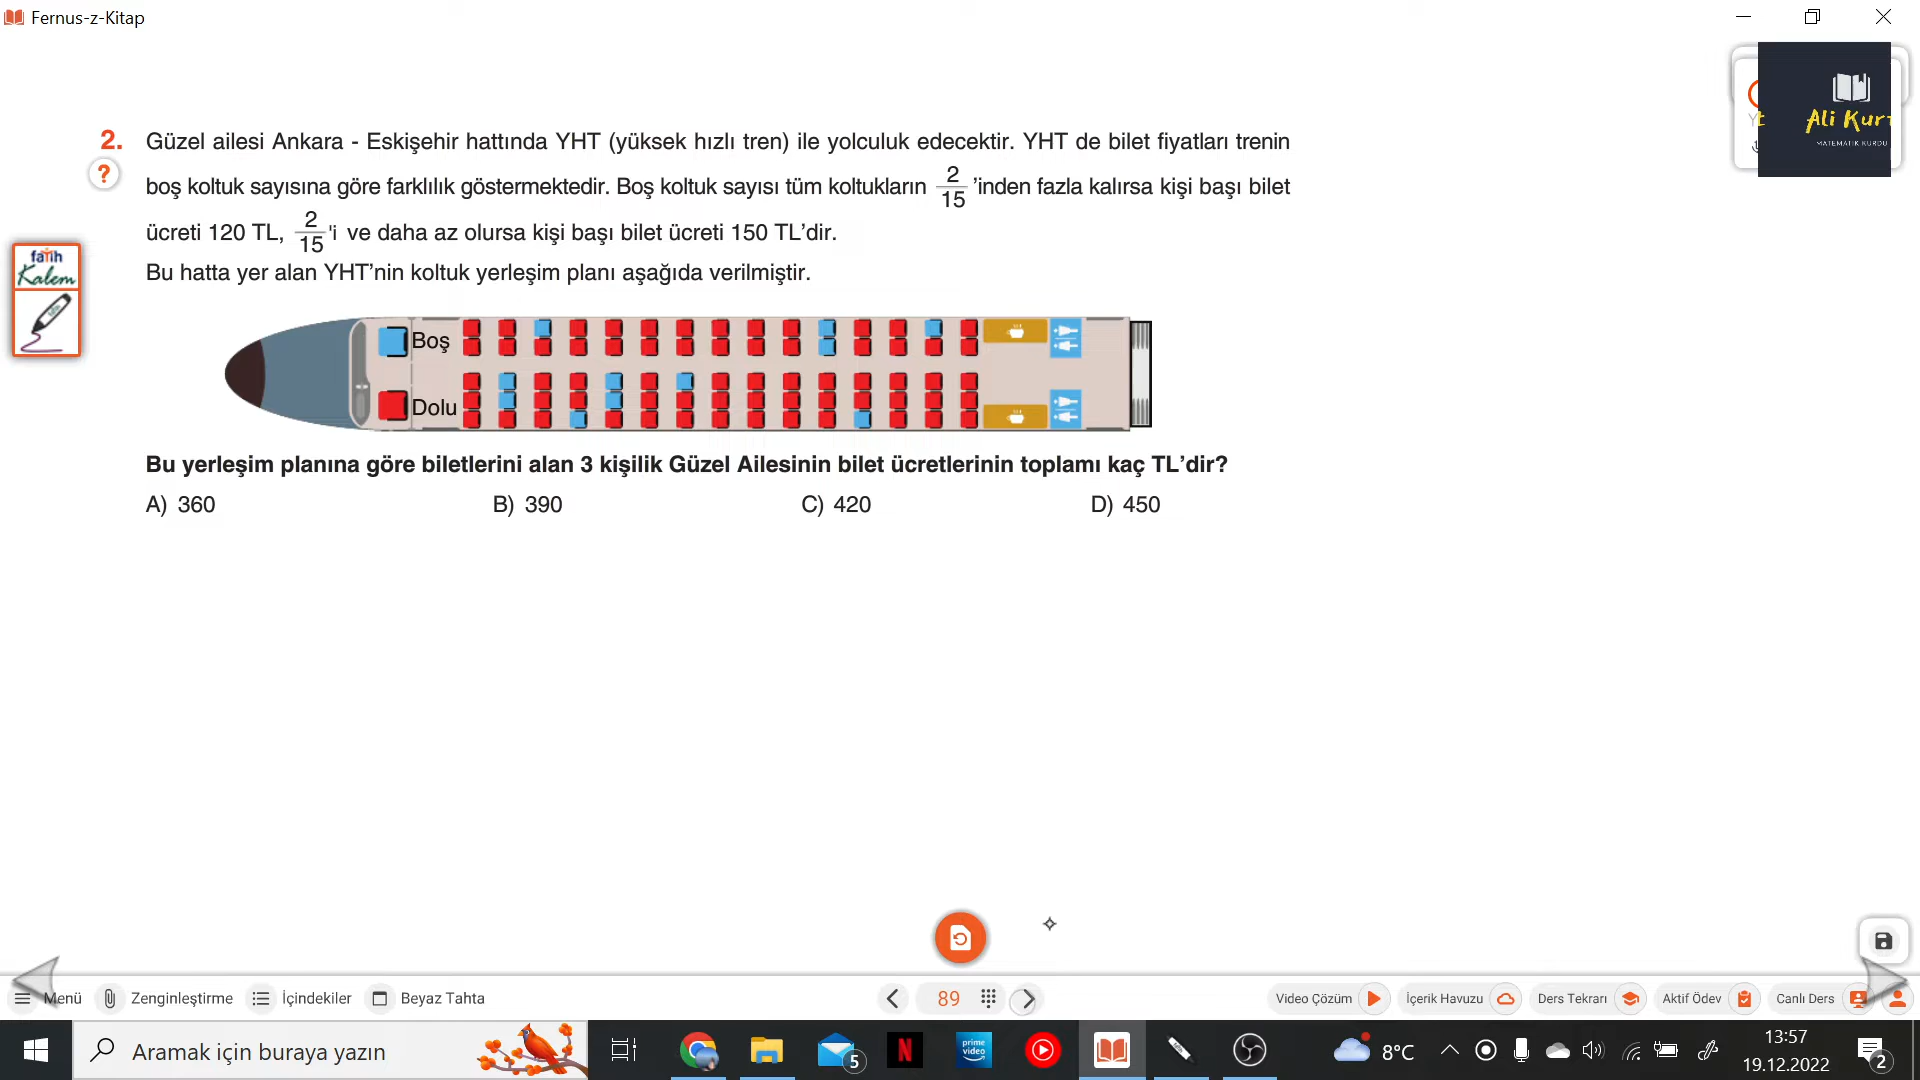 Fernus-z-Kitap
Ali Kurt
MATEMATİK KURDU
2. Güzel ailesi Ankara - Eskişehir hattında YHT (yüksek hızlı tren) ile yolculuk edecektir. YHT de bilet fiyatları trenin
?
boş koltuk sayısına göre farklılık göstermektedir. Boş koltuk sayısı tüm koltukların 2/15 'inden fazla kalırsa kişi başı bilet
ücreti 120 TL, 2/15 'i ve daha az olursa kişi başı bilet ücreti 150 TL'dir.
Bu hatta yer alan YHT'nin koltuk yerleşim planı aşağıda verilmiştir.
fatih
Kalem
Boş
Dolu
Bu yerleşim planına göre biletlerini alan 3 kişilik Güzel Ailesinin bilet ücretlerinin toplamı kaç TL'dir?
A) 360 B) 390 C) 420 D) 450
Menü Zenginleştirme İçindekiler Beyaz Tahta 89 Video Çözüm İçerik Havuzu Ders Tekrarı Aktif Ödev Canlı Ders
Aramak için buraya yazın 5 N prime video 8°C 13:57 2
19.12.2022